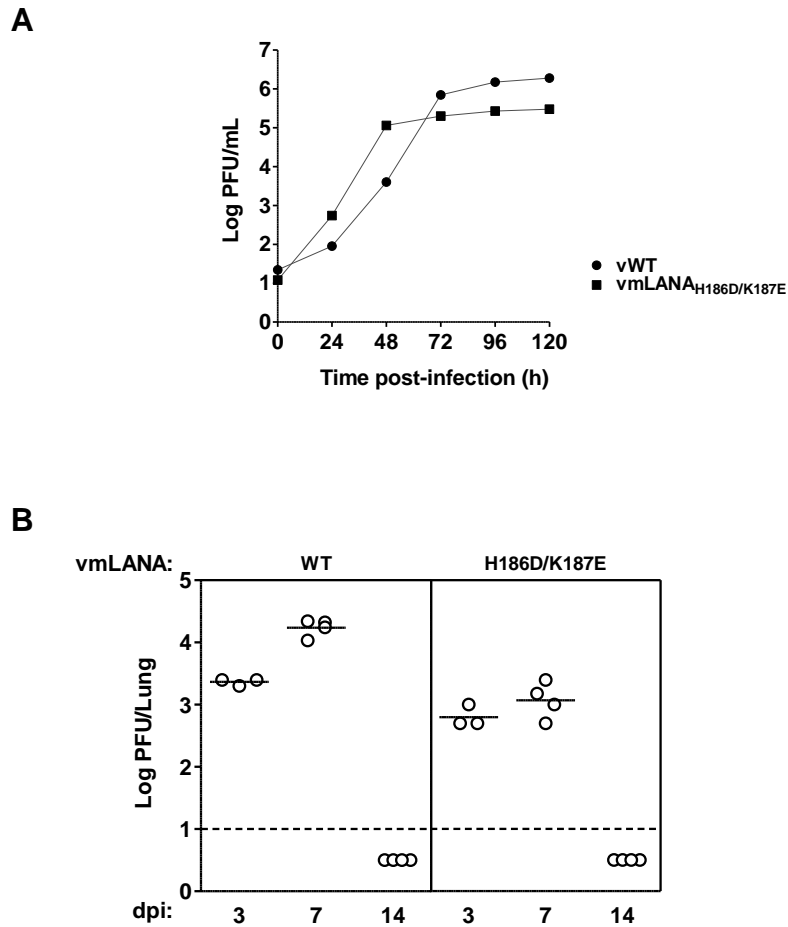 A
7
6
5
4
3
2
1
0
Log PFU/mL
0 24 48 72 96 120
Time post-infection (h)
vWT
vmLANAH186D/K187E
B
vmLANA: WT H186D/K187E
5
4
3
2
1
0
Log PFU/Lung
dpi: 3 7 14 3 7 14